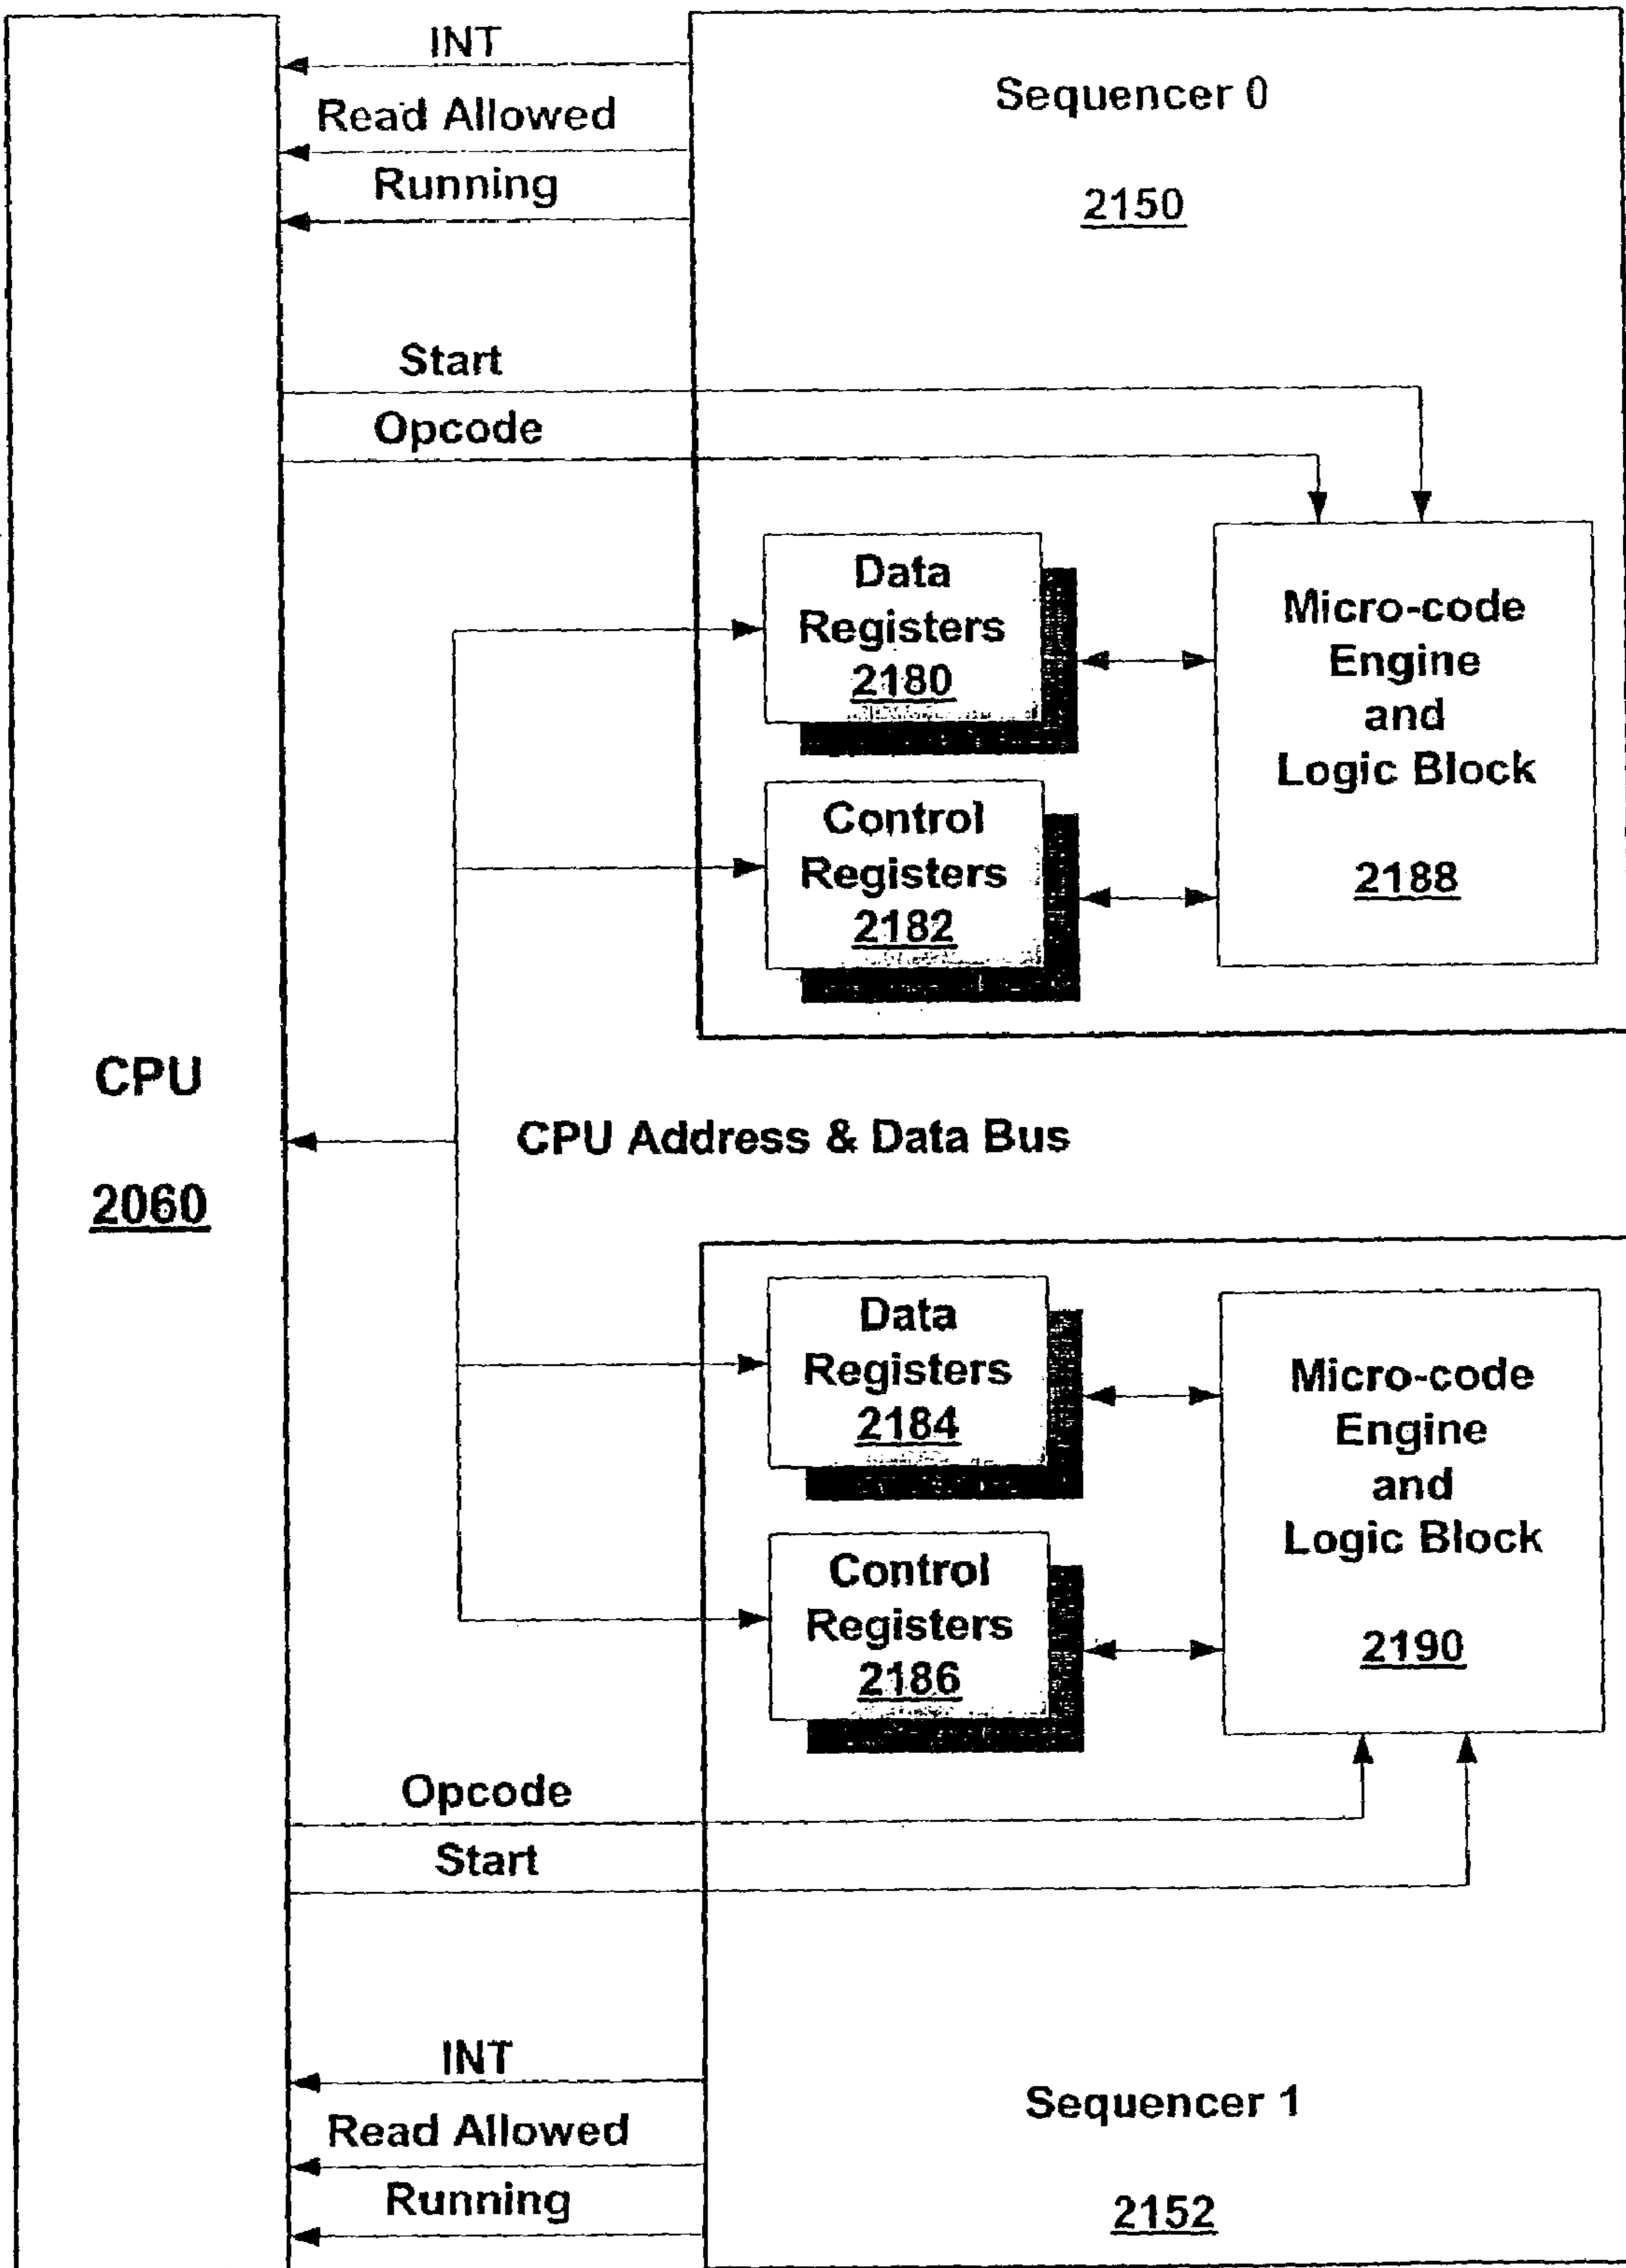 INT
Read Allowed
Running
Sequencer 0
2150
Start
Opcode
Data
Registers
2180
Control
Registers
2182
Micro-code
Engine
and
Logic Block
2188
CPU
2060
CPU Address & Data Bus
Data
Registers
2184
Control
Registers
2186
Micro-code
Engine
and
Logic Block
2190
Opcode
Start
INT
Read Allowed
Running
Sequencer 1
2152